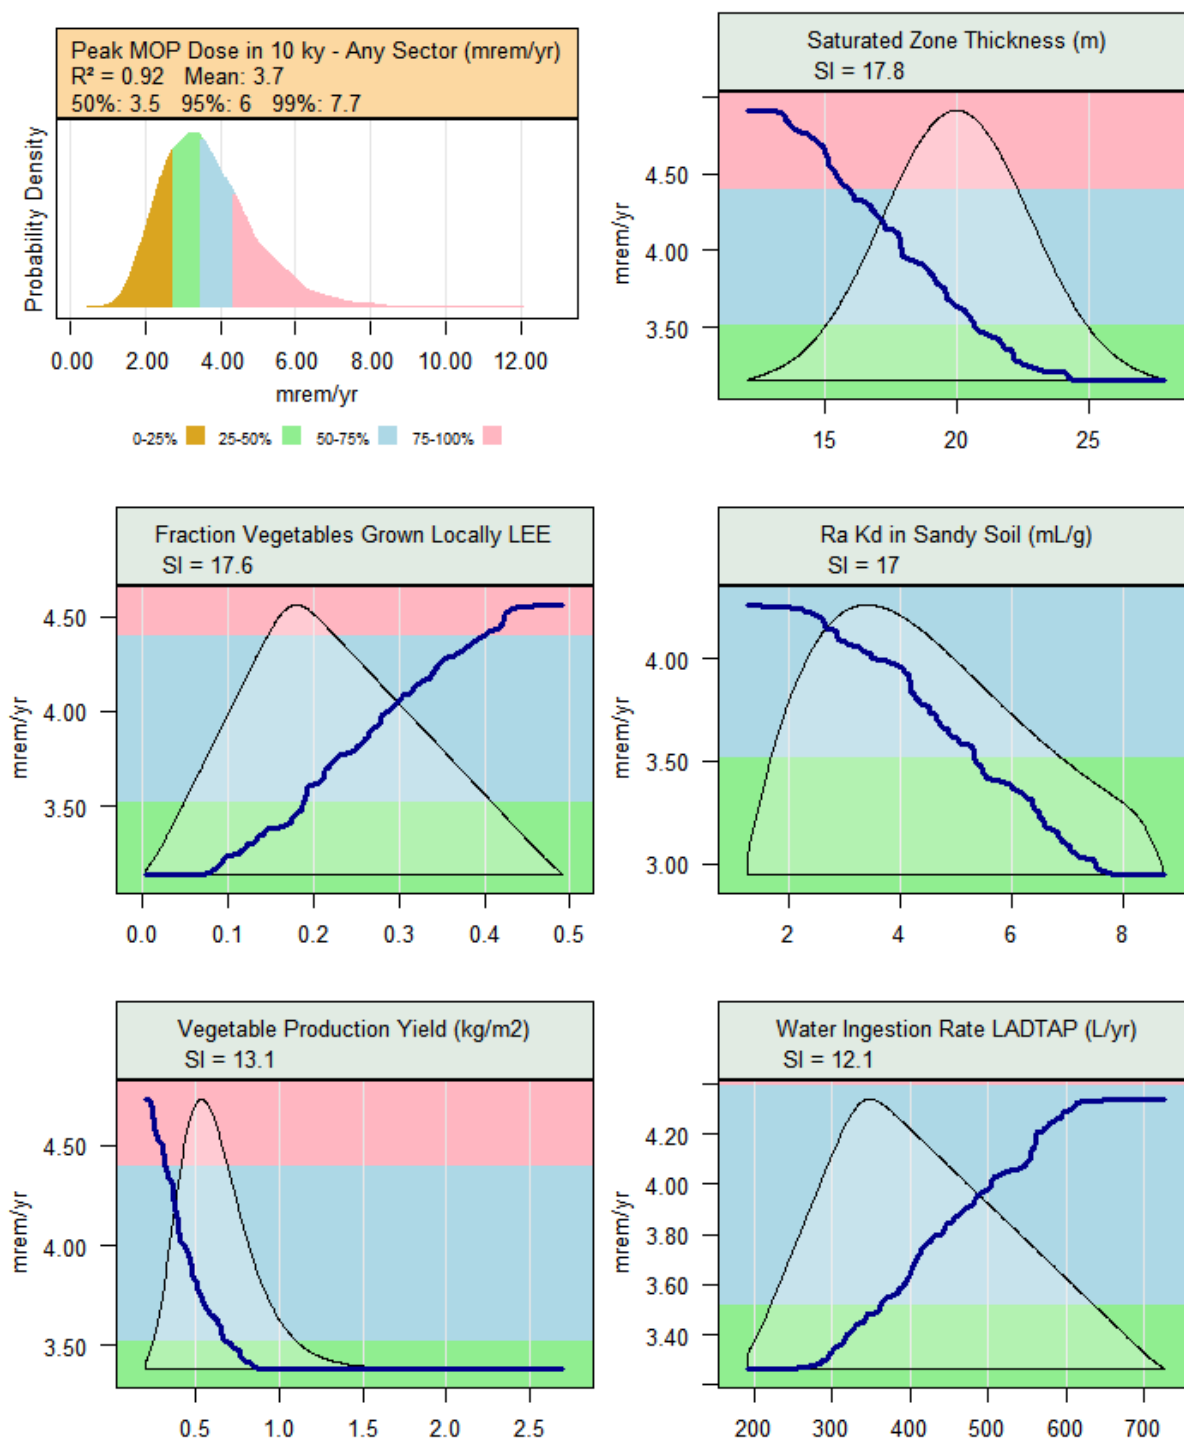 Peak MOP Dose in 10 ky - Any Sector (mrem/yr)
R² = 0.92 Mean: 3.7
50%: 3.5 95%: 6 99%: 7.7
Probability Density
0.00 2.00 4.00 6.00 8.00 10.00 12.00
mrem/yr
0-25% 25-50% 50-75% 75-100%
Saturated Zone Thickness (m)
SI = 17.8
mrem/yr
4.50
4.00
3.50
15 20 25
Fraction Vegetables Grown Locally LEE
SI = 17.6
mrem/yr
4.50
4.00
3.50
0.0 0.1 0.2 0.3 0.4 0.5
Ra Kd in Sandy Soil (mL/g)
SI = 17
mrem/yr
4.00
3.50
3.00
2 4 6 8
Vegetable Production Yield (kg/m2)
SI = 13.1
mrem/yr
4.50
4.00
3.50
0.5 1.0 1.5 2.0 2.5
Water Ingestion Rate LADTAP (L/yr)
SI = 12.1
mrem/yr
4.20
4.00
3.80
3.60
3.40
200 300 400 500 600 700